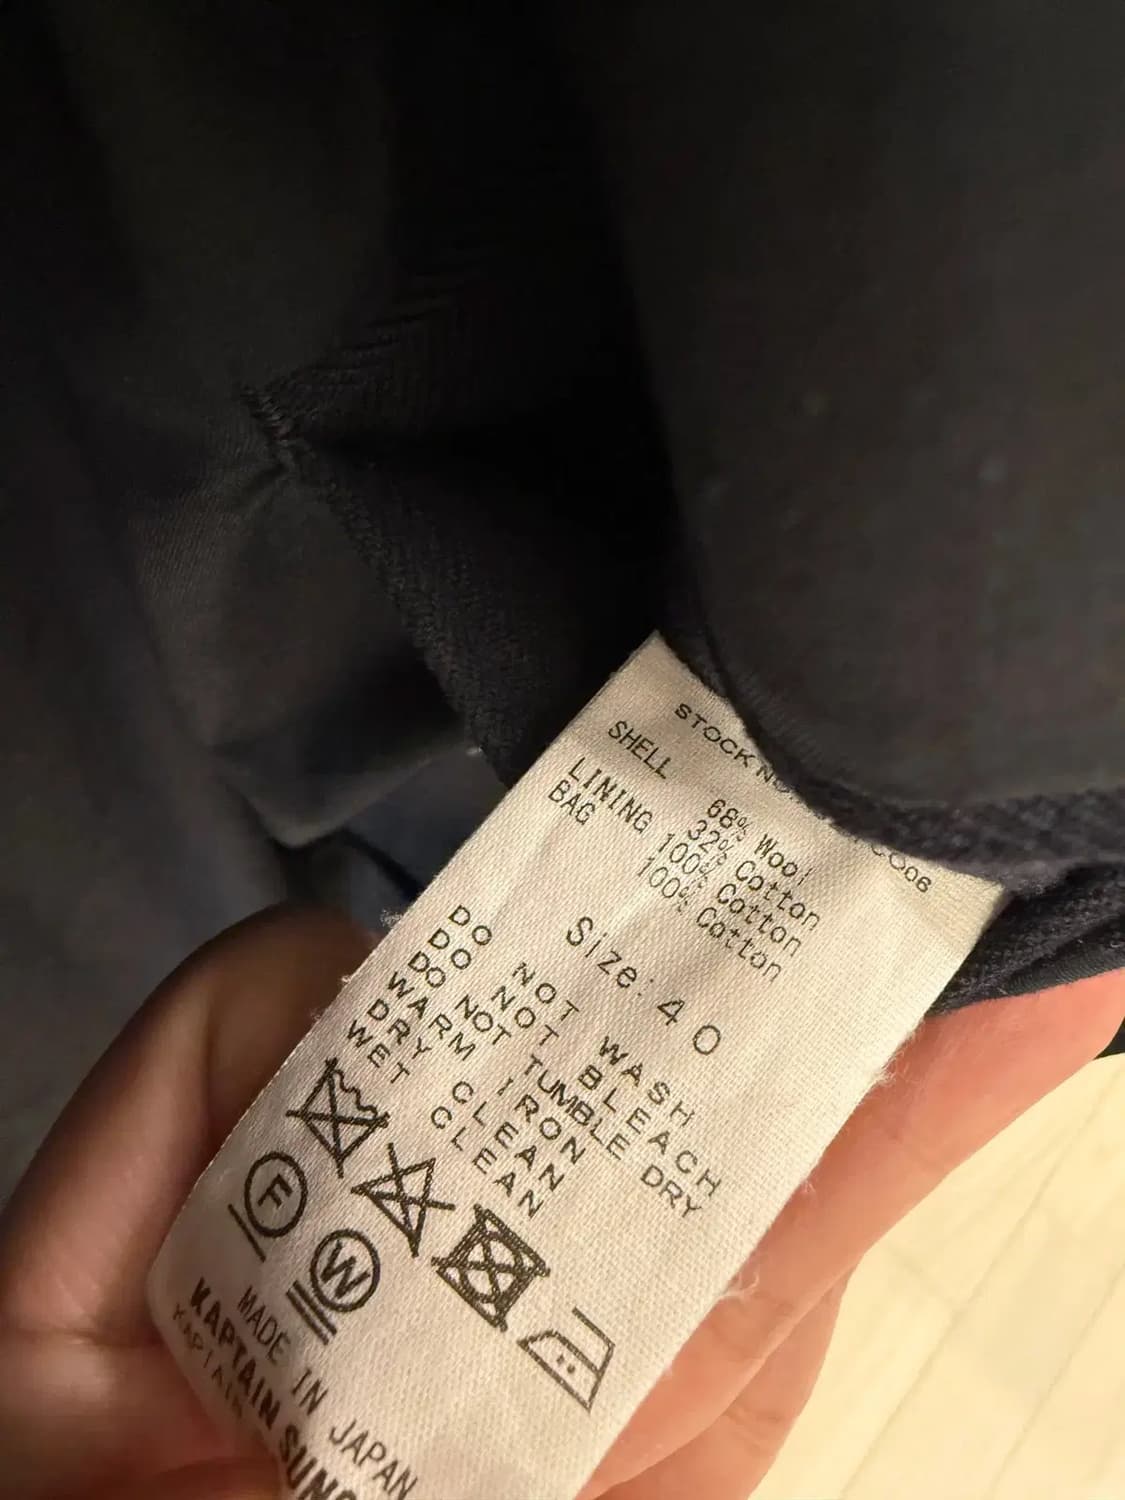 STOCK
SHELL 68% Wool
32% Cotton
LINING 100% Cotton
BAG 100% Cotton
Size: 40
DO NOT WASH
DO NOT BLEACH
DO NOT TUMBLE DRY
WARM IRON
DRY CLEAN
WET CLEAN
F
W
MADE IN JAPAN
KAPTAIN
KAPTAIN